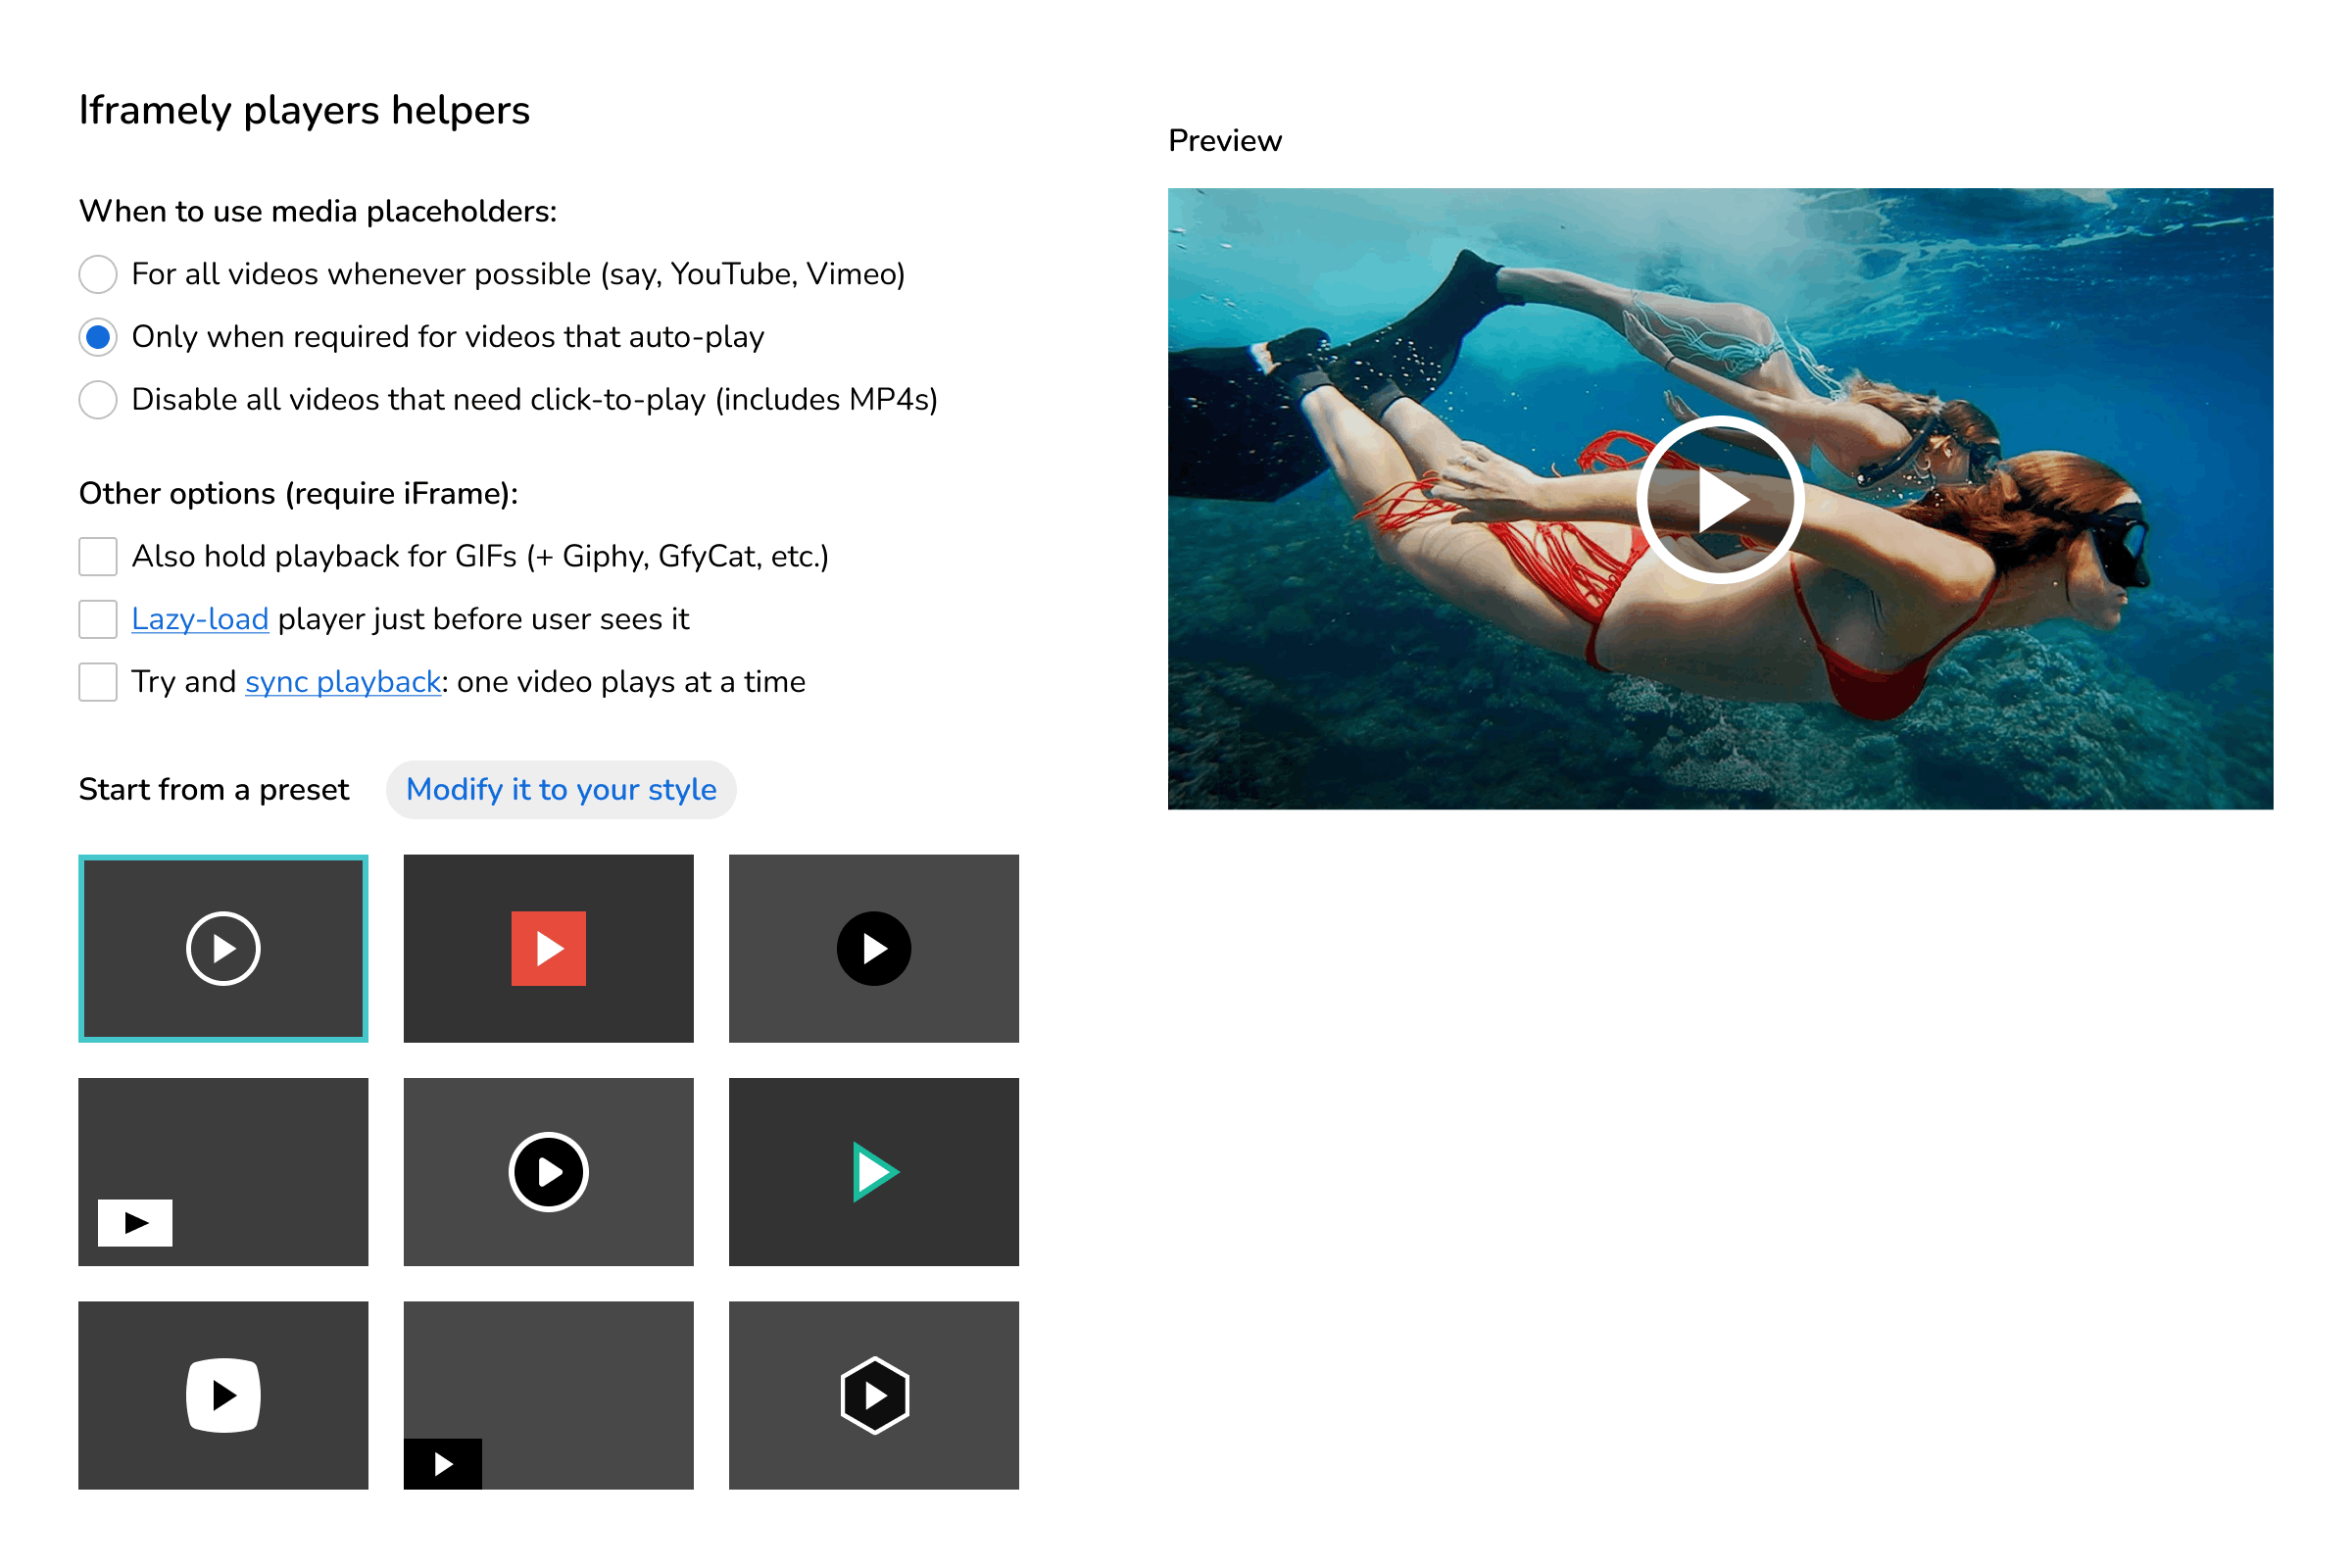 Iframely players helpers
When to use media placeholders:
For all videos whenever possible (say, YouTube, Vimeo)
Only when required for videos that auto-play
Disable all videos that need click-to-play (includes MP4s)
Other options (require iFrame):
Also hold playback for GIFs (+ Giphy, GfyCat, etc.)
Lazy-load player just before user sees it
Try and sync playback: one video plays at a time
Start from a preset
Modify it to your style
Preview